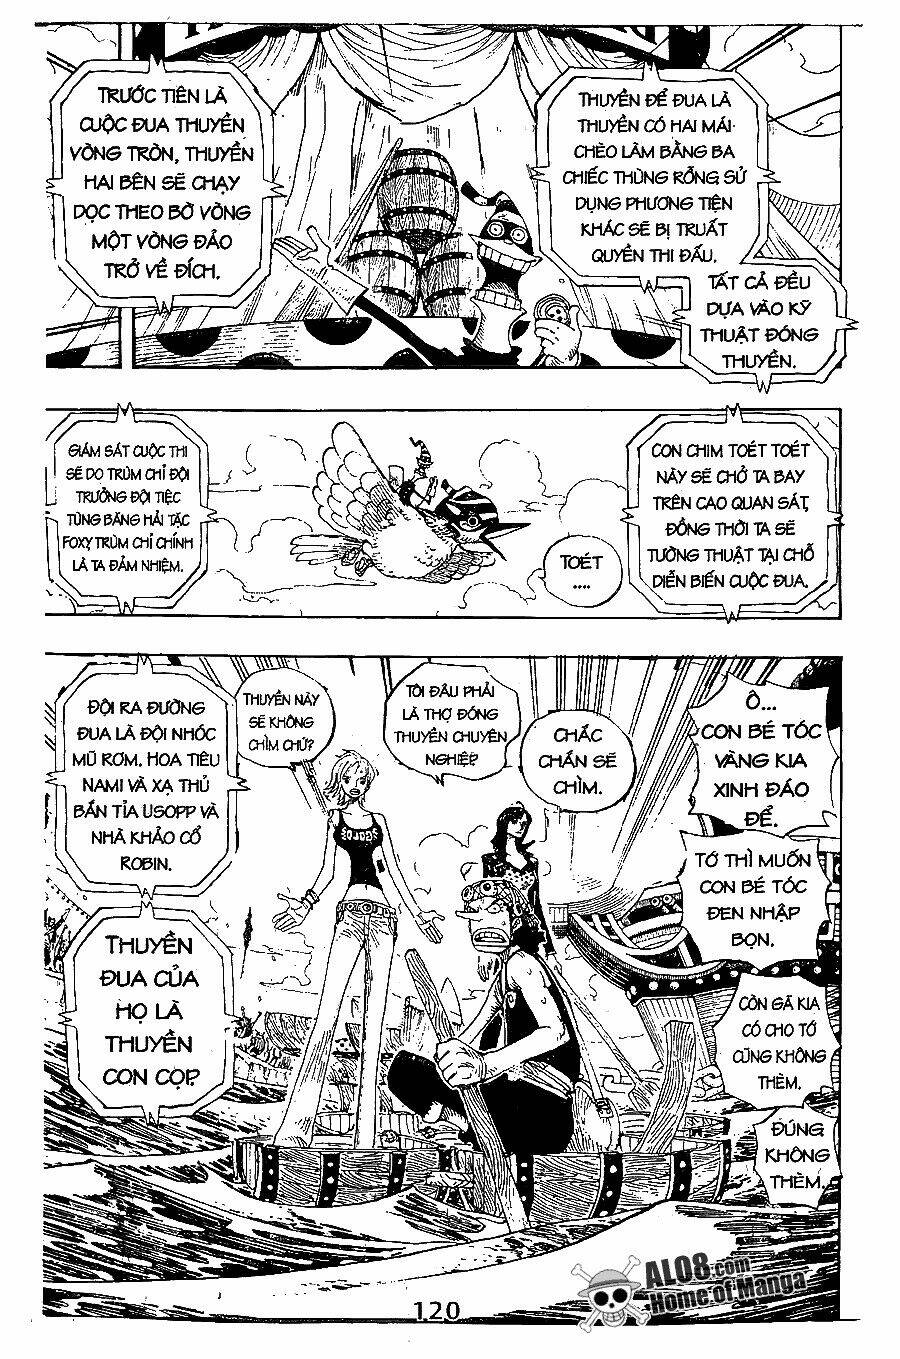 THUYỀN ĐỂ ĐUA LÀ
THUYỀN CÓ HAI MÁI
CHÈO LÀM BẰNG BA
CHIẾC THÙNG RỖNG, SỬ
DỤNG PHƯƠNG TIỆN
KHÁC SẼ BỊ TRUẤT
QUYỀN THI ĐẤU.
TẤT CẢ ĐỀU
DỰA VÀO KỸ
THUẬT ĐÓNG
THUYỀN.
TRƯỚC TIÊN LÀ
CUỘC ĐUA THUYỀN
VÒNG TRÒN, THUYỀN
HAI BÊN SẼ CHẠY
DỌC THEO BỜ VÒNG
MỘT VÒNG ĐẢO
TRỞ VỀ ĐÍCH.
CON CHIM TOÉT TOÉT
NÀY SẼ CHỞ TA BAY
TRÊN CAO QUAN SÁT,
ĐỒNG THỜI TA SẼ
TƯỜNG THUẬT TẠI CHỖ
DIỄN BIẾN CUỘC ĐUA.
TOÉT
....
GIÁM SÁT CUỘC THI
SẼ DO TRÙM CHỈ ĐỘI
TRƯỞNG ĐỘI TIỆC
TÙNG BĂNG HẢI TẶC
FOXY TRÙM CHỈ CHÍNH
LÀ TA ĐẢM NHIỆM.
Ô...
CON BÉ TÓC
VÀNG KIA
XINH ĐÁO
ĐỂ.
TỚ THÌ MUỐN
CON BÉ TÓC
ĐEN NHẬP
BỌN.
CÒN GÃ KIA
CÓ CHO TỚ
CŨNG KHÔNG
THÈM.
ĐÚNG,
KHÔNG
THÈM.
CHẮC
CHẮN SẼ
CHÌM.
TÔI ĐÂU PHẢI
LÀ THỢ ĐÓNG
THUYỀN CHUYÊN
NGHIỆP?
THUYỀN NÀY
SẼ KHÔNG
CHÌM CHỨ?
ĐỘI RA ĐƯỜNG
ĐUA LÀ ĐỘI NHÓC
MŨ RƠM. HOA TIÊU
NAMI VÀ XẠ THỦ
BẮN TỈA USOPP VÀ
NHÀ KHẢO CỔ
ROBIN.
THUYỀN
ĐUA CỦA
HỌ LÀ
THUYỀN
CON CỌP?
120
ALO8.com
Home of Manga